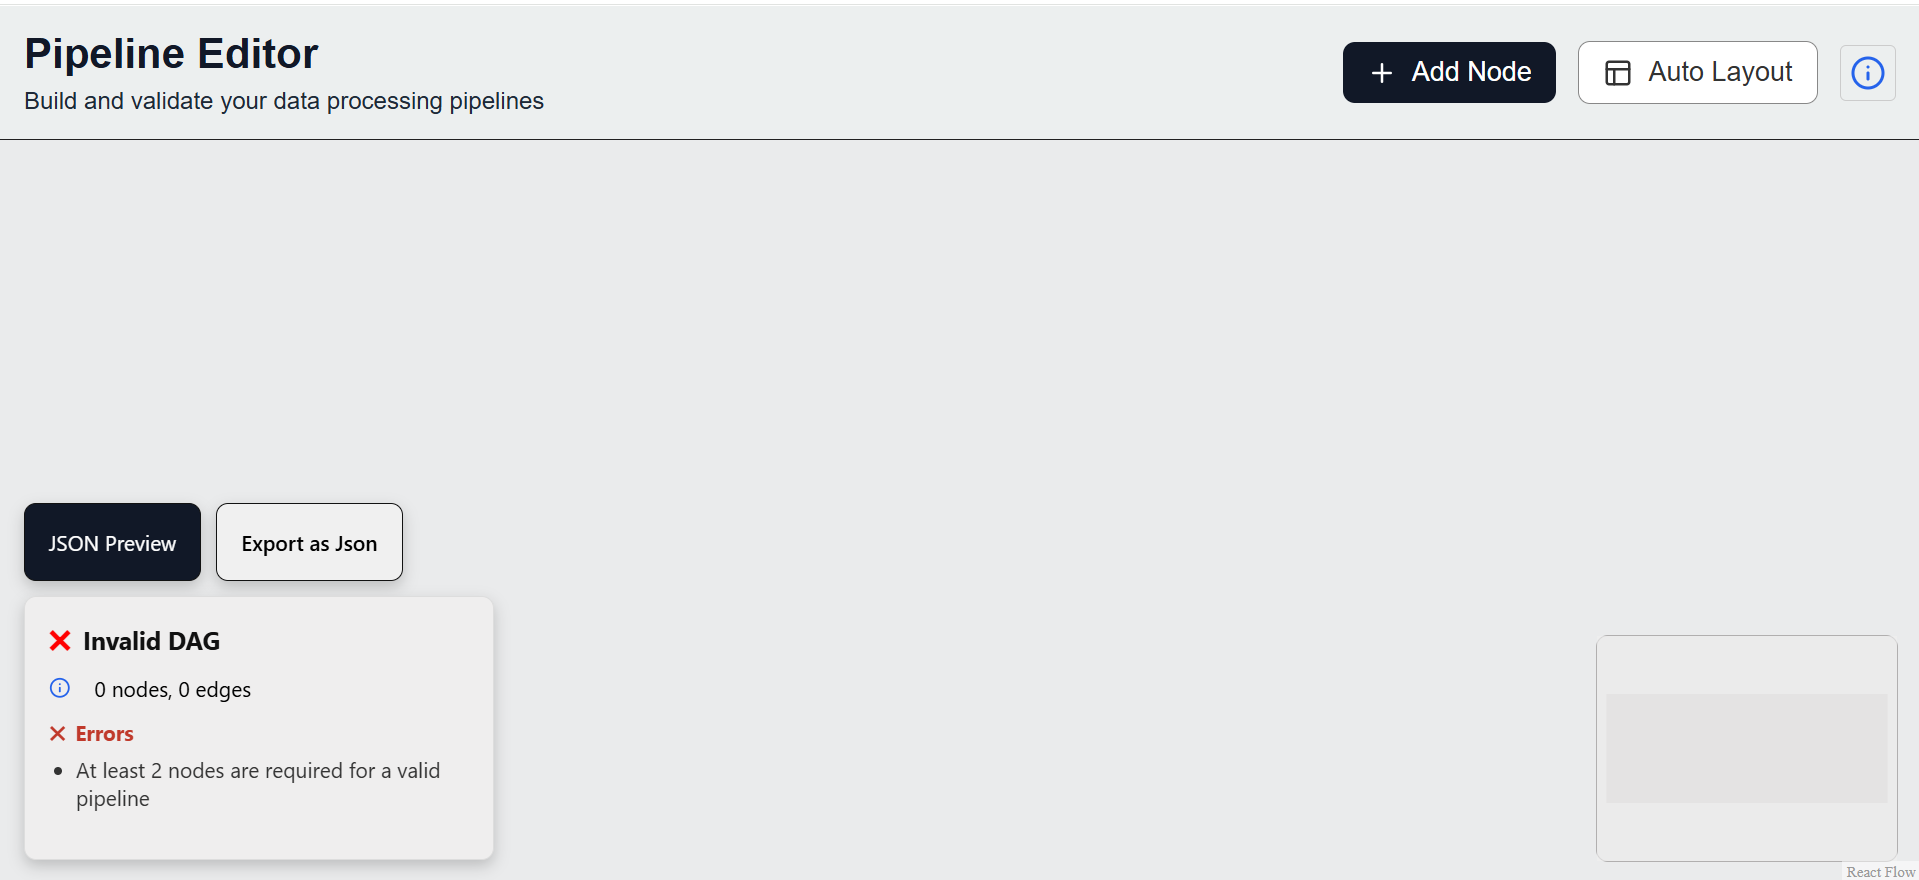 Pipeline Editor
Build and validate your data processing pipelines
Add Node
Auto Layout
JSON Preview
Export as Json
Invalid DAG
0 nodes, 0 edges
Errors
At least 2 nodes are required for a valid
pipeline
React Flow